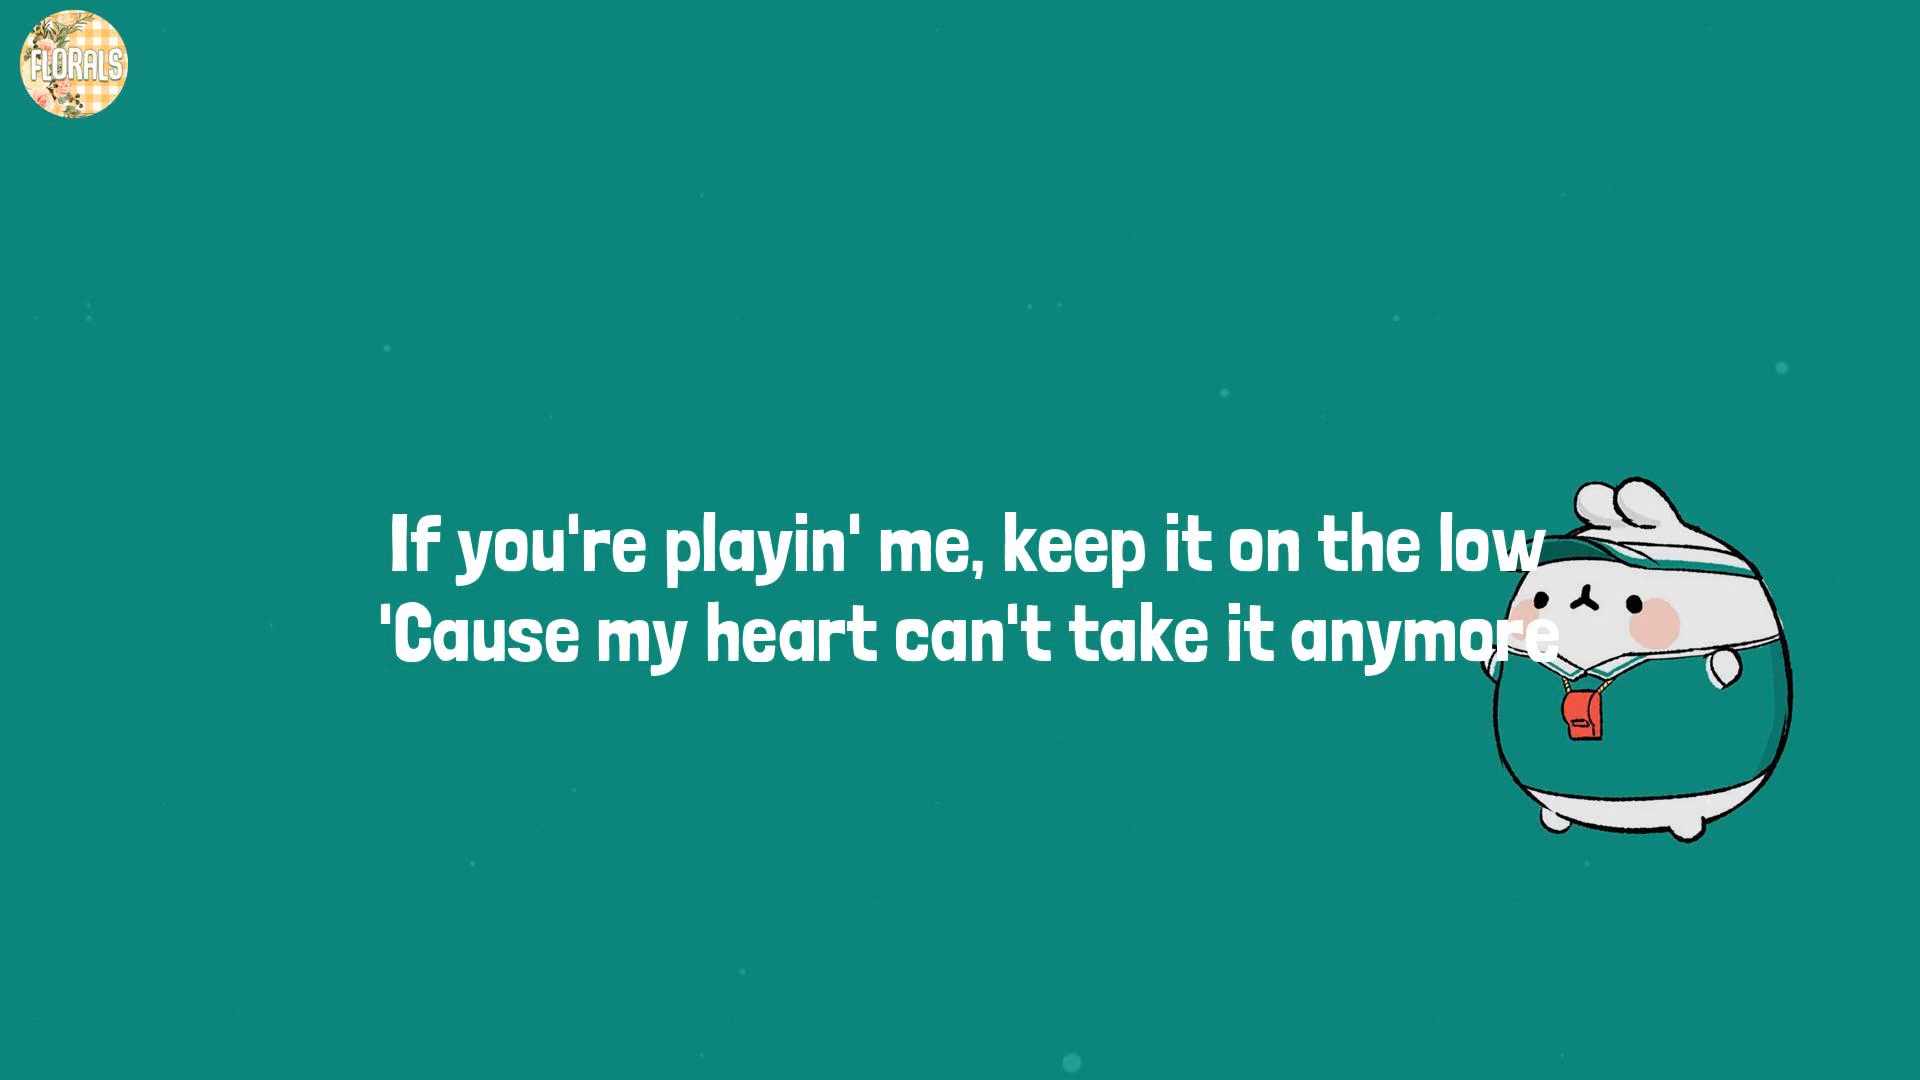 FLORALS
If you're playin' me, keep it on the low
'Cause my heart can't take it anymore